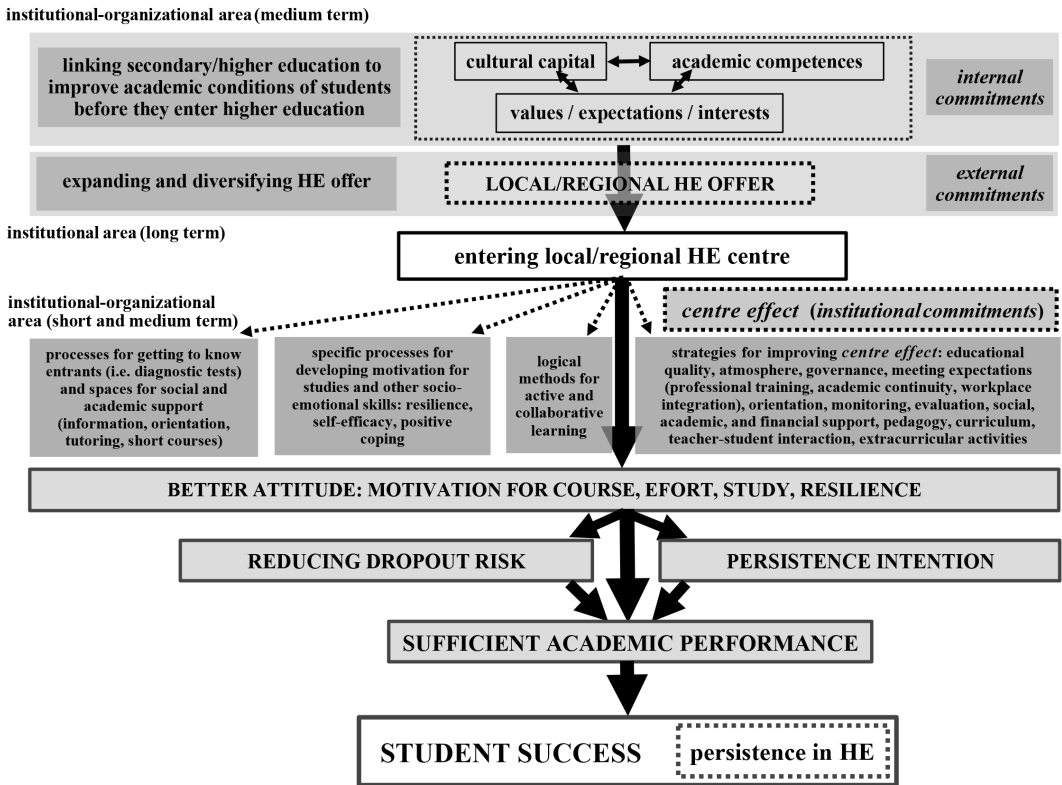 institutional-organizational area (medium term)
linking secondary/higher education to
improve academic conditions of students
before they enter higher education
cultural capital
academic competences
values / expectations / interests
internal
commitments
expanding and diversifying HE offer
LOCAL/REGIONAL HE OFFER
external
commitments
institutional area (long term)
entering local/regional HE centre
institutional-organizational
area (short and medium term)
centre effect (institutional commitments)
processes for getting to know
entrants (i.e. diagnostic tests)
and spaces for social and
academic support
(information, orientation,
tutoring, short courses)
specific processes for
developing motivation for
studies and other socio-
emotional skills: resilience,
self-efficacy, positive
coping
logical
methods for
active and
collaborative
learning
strategies for improving centre effect: educational
quality, atmosphere, governance, meeting expectations
(professional training, academic continuity, workplace
integration), orientation, monitoring, evaluation, social,
academic, and financial support, pedagogy, curriculum,
teacher-student interaction, extracurricular activities
BETTER ATTITUDE: MOTIVATION FOR COURSE, EFORT, STUDY, RESILIENCE
REDUCING DROPOUT RISK
PERSISTENCE INTENTION
SUFFICIENT ACADEMIC PERFORMANCE
STUDENT SUCCESS
persistence in HE